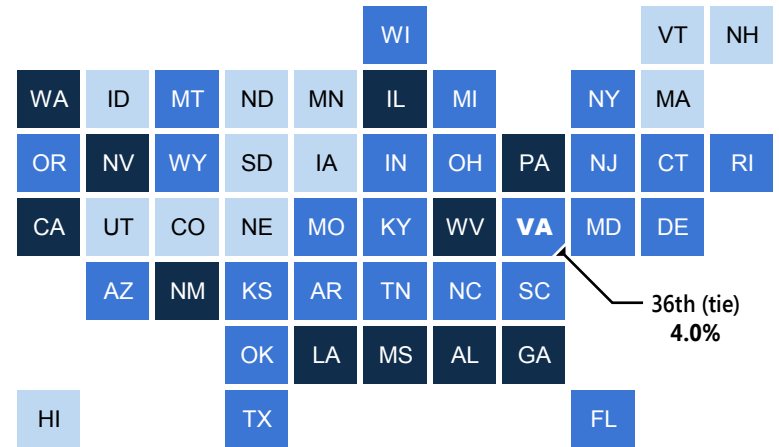 WI VT NH
WA ID MT ND MN IL MI NY MA
OR NV WY SD IA IN OH PA NJ CT RI
CA UT CO NE MO KY WV VA MD DE
AZ NM KS AR TN NC SC
36th (tie)
4.0%
OK LA MS AL GA
HI TX FL